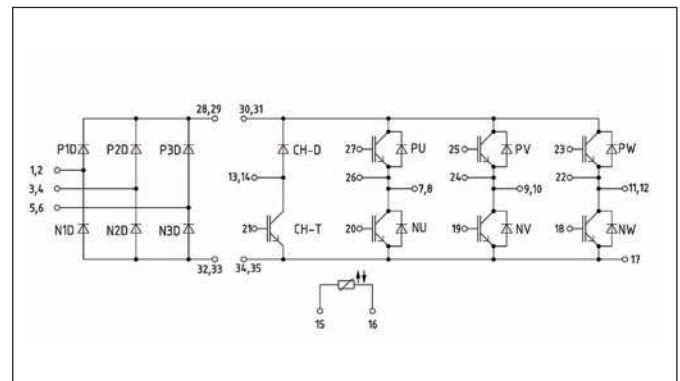 28,29 30,31
P1D P2D P3D CH-D 27 PU 25 PV 23 PW
1,2 13,14 26 24 22
3,4 7,8 9,10 11,12
5,6
N1D N2D N3D 21 CH-T 20 NU 19 NV 18 NW
32,33 34,35 17
15 16